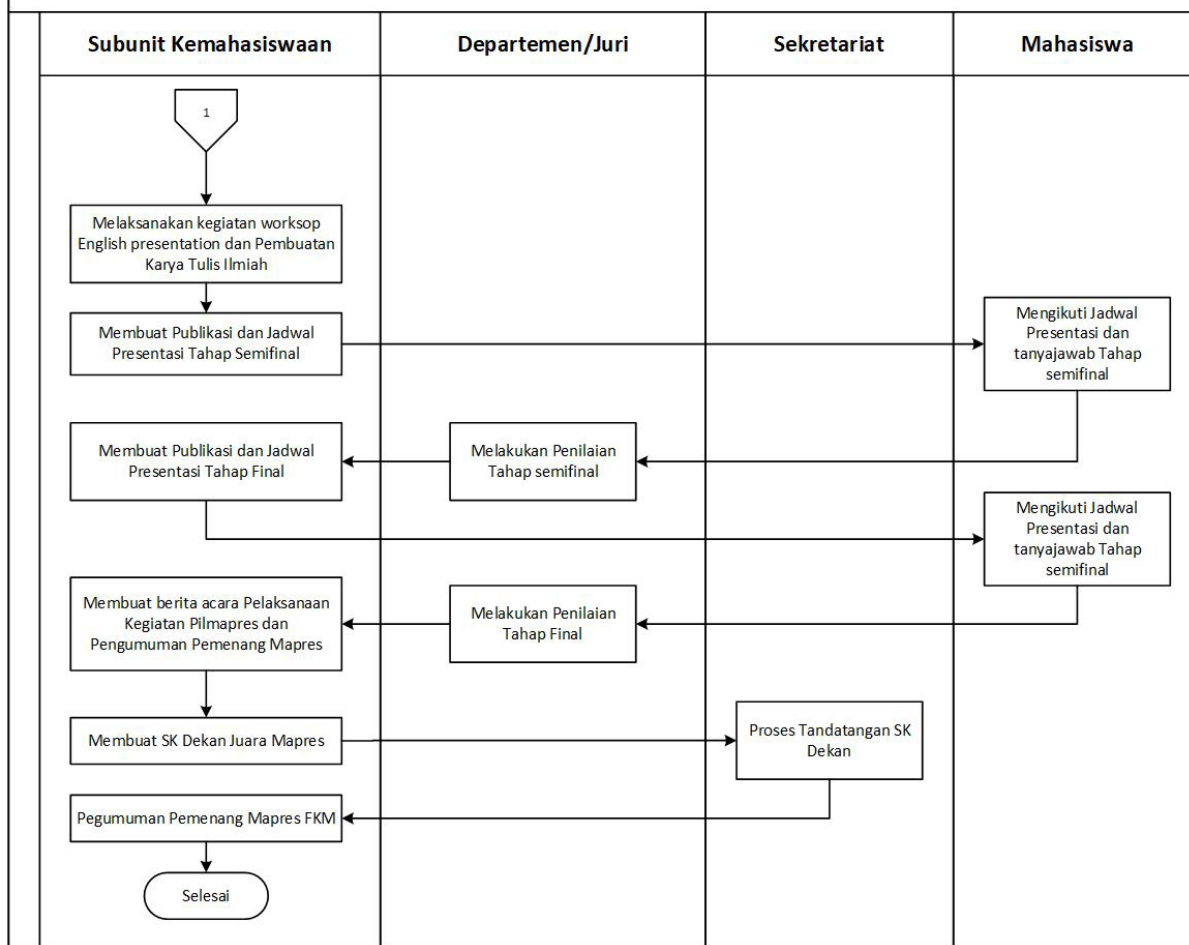 Subunit Kemahasiswaan
Departemen/Juri
Sekretariat
Mahasiswa
1
Melaksanakan kegiatan worksop
English presentation dan Pembuatan
Karya Tulis Ilmiah
Membuat Publikasi dan Jadwal
Presentasi Tahap Semifinal
Mengikuti Jadwal
Presentasi dan
tanyajawab Tahap
semifinal
Melakukan Penilaian
Tahap semifinal
Membuat Publikasi dan Jadwal
Presentasi Tahap Final
Mengikuti Jadwal
Presentasi dan
tanyajawab Tahap
semifinal
Melakukan Penilaian
Tahap Final
Membuat berita acara Pelaksanaan
Kegiatan Pilmapres dan
Pengumuman Pemenang Mapres
Membuat SK Dekan Juara Mapres
Proses Tandatangan SK
Dekan
Pegumuman Pemenang Mapres FKM
Selesai